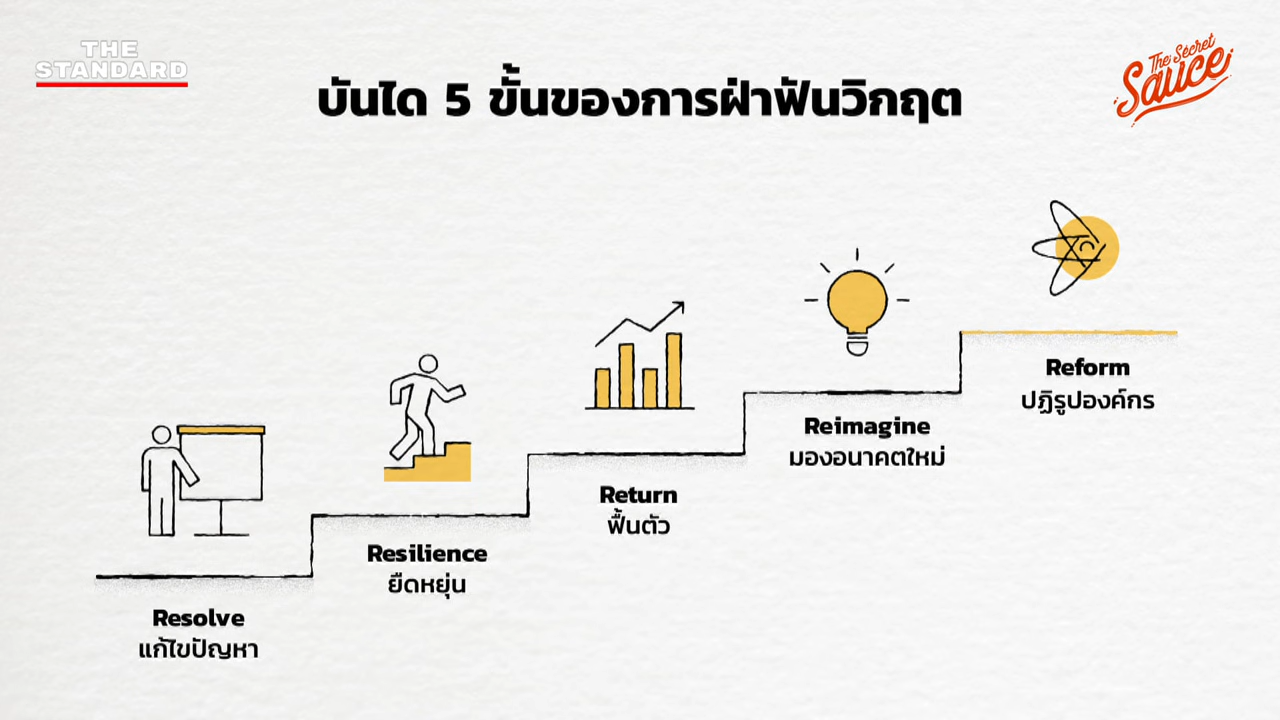 THE
STANDARD
The Secret
Sauce
บันได 5 ขั้นของการฝ่าฟันวิกฤต
Resolve
แก้ไขปัญหา
Resilience
ยืดหยุ่น
Return
ฟื้นตัว
Reimagine
มองอนาคตใหม่
Reform
ปฏิรูปองค์กร